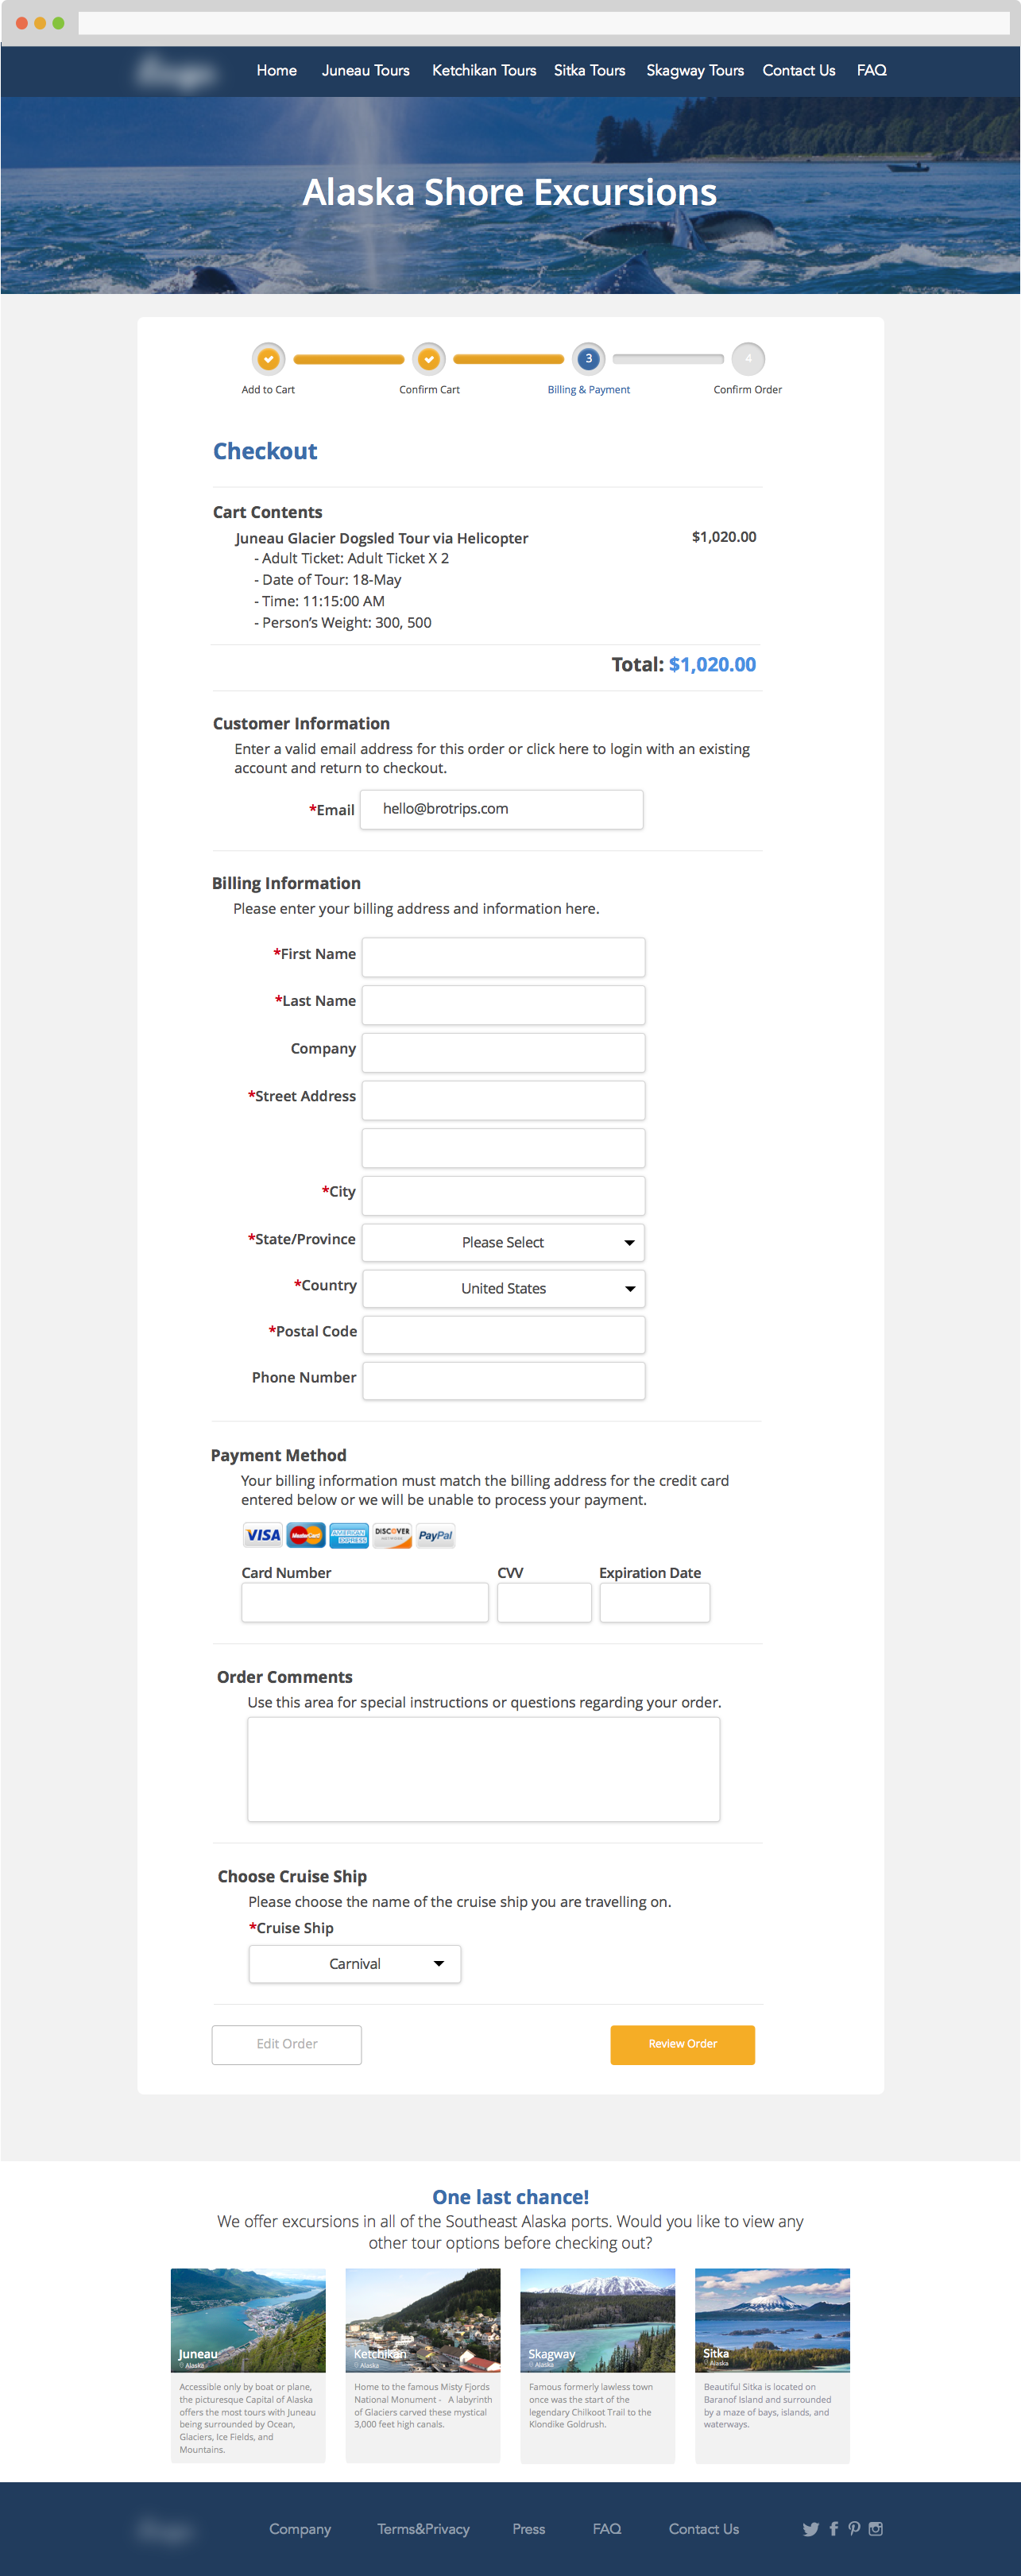 Home Juneau Tours Ketchikan Tours Sitka Tours Skagway Tours Contact Us FAQ
Alaska Shore Excursions
3 4
Add to Cart Confirm Cart Billing & Payment Confirm Order
Checkout
Cart Contents
Juneau Glacier Dogsled Tour via Helicopter $1,020.00
- Adult Ticket: Adult Ticket X 2
- Date of Tour: 18-May
- Time: 11:15:00 AM
- Person's Weight: 300, 500
Total: $1,020.00
Customer Information
Enter a valid email address for this order or click here to login with an existing
account and return to checkout.
*Email hello@brotrips.com
Billing Information
Please enter your billing address and information here.
*First Name
*Last Name
Company
*Street Address
*City
*State/Province Please Select
*Country United States
*Postal Code
Phone Number
Payment Method
Your billing information must match the billing address for the credit card
entered below or we will be unable to process your payment.
VISA MasterCard AMERICAN EXPRESS DISCOVER PayPal
Card Number CVV Expiration Date
Order Comments
Use this area for special instructions or questions regarding your order.
Choose Cruise Ship
Please choose the name of the cruise ship you are travelling on.
*Cruise Ship
Carnival
Edit Order Review Order
One last chance!
We offer excursions in all of the Southeast Alaska ports. Would you like to view any
other tour options before checking out?
Juneau
Alaska
Accessible only by boat or plane,
the picturesque Capital of Alaska
offers the most tours with Juneau
being surrounded by Ocean,
Glaciers, Ice Fields, and
Mountains.
Ketchikan
Alaska
Home to the famous Misty Fjords
National Monument - A labyrinth
of Glaciers carved these mystical
3,000 feet high canals.
Skagway
Alaska
Famous formerly lawless town
once was the start of the
legendary Chilkoot Trail to the
Klondike Goldrush.
Sitka
Alaska
Beautiful Sitka is located on
Baranof Island and surrounded
by a maze of bays, islands, and
waterways.
Company Terms&Privacy Press FAQ Contact Us